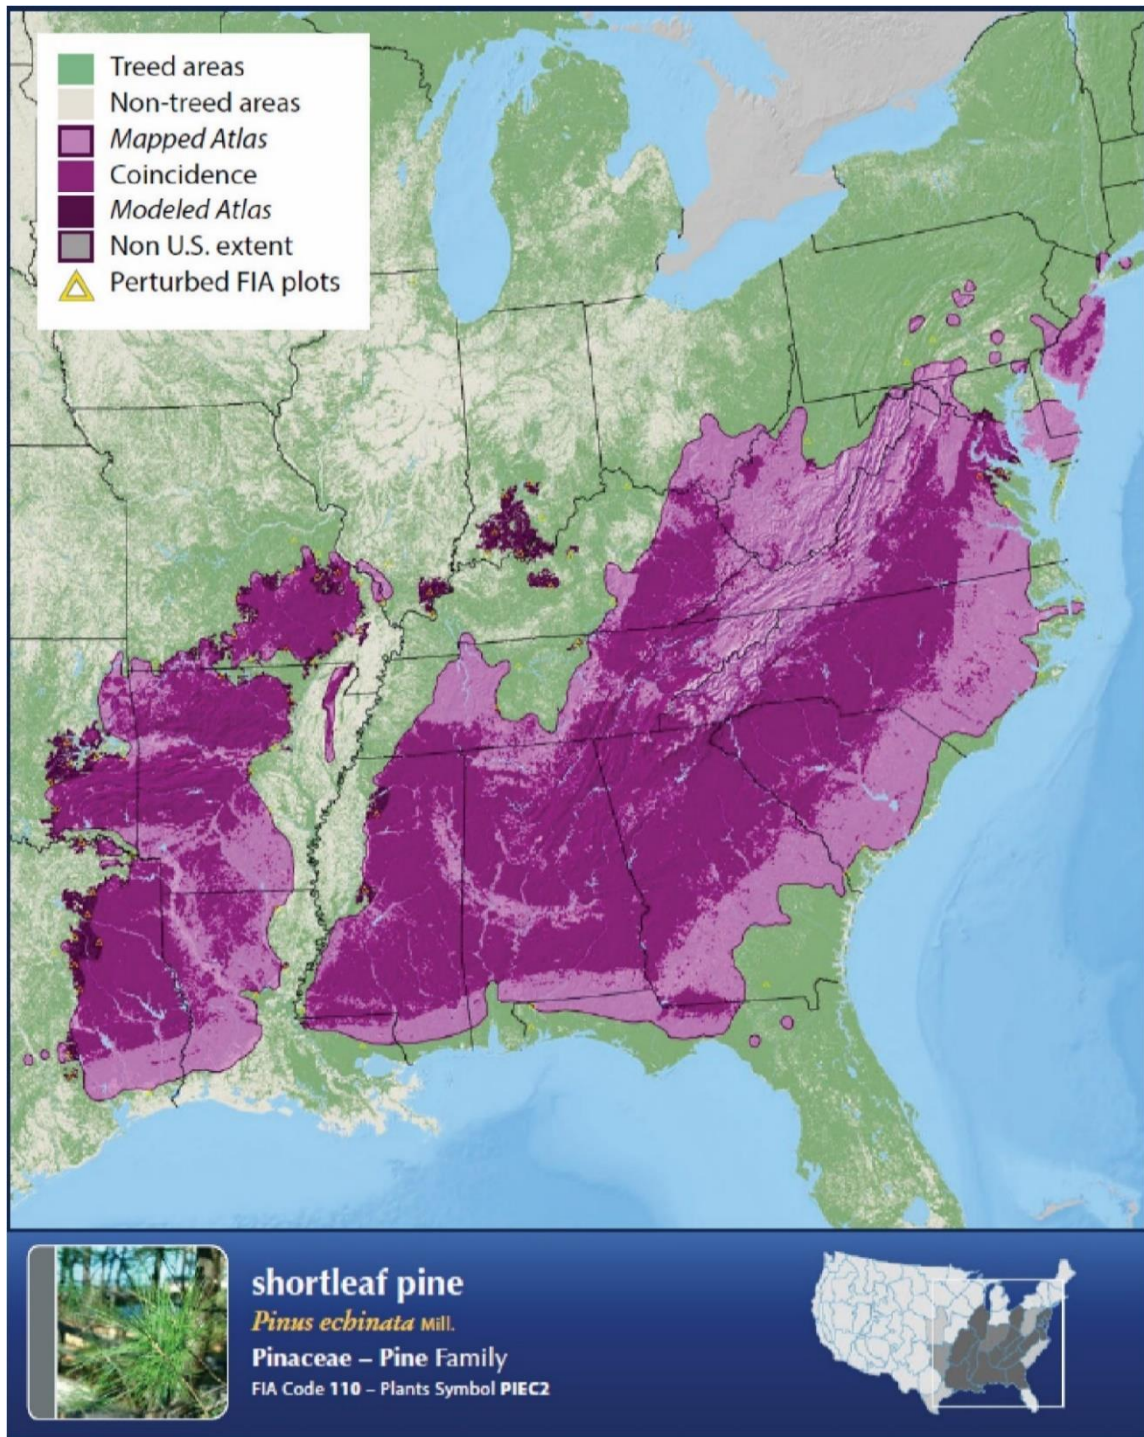 Treed areas
Non-treed areas
Mapped Atlas
Coincidence
Modeled Atlas
Non U.S. extent
Perturbed FIA plots
shortleaf pine
Pinus echinata Mill.
Pinaceae – Pine Family
FIA Code 110 – Plants Symbol PIEC2